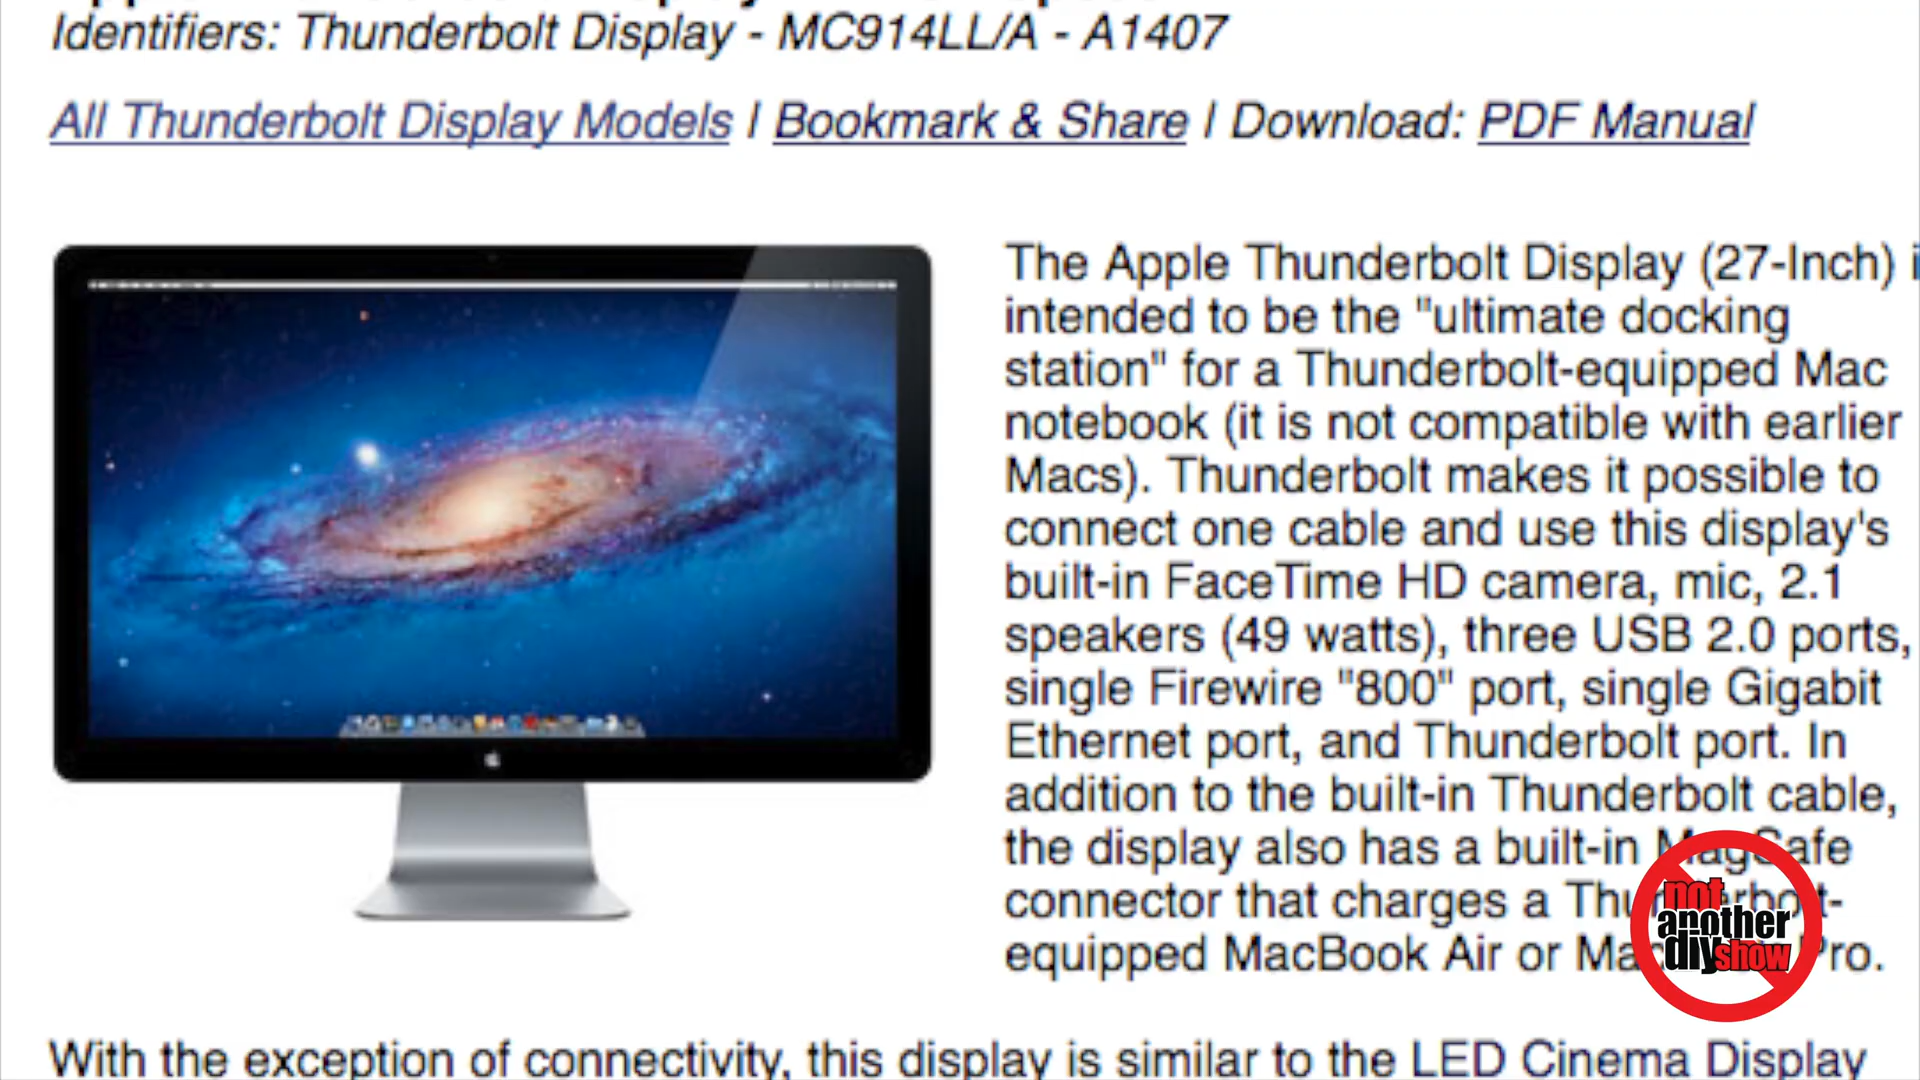 Identifiers: Thunderbolt Display - MC914LL/A - A1407
All Thunderbolt Display Models | Bookmark & Share | Download: PDF Manual
The Apple Thunderbolt Display (27-Inch) i
intended to be the "ultimate docking
station" for a Thunderbolt-equipped Mac
notebook (it is not compatible with earlier
Macs). Thunderbolt makes it possible to
connect one cable and use this display's
built-in FaceTime HD camera, mic, 2.1
speakers (49 watts), three USB 2.0 ports,
single Firewire "800" port, single Gigabit
Ethernet port, and Thunderbolt port. In
addition to the built-in Thunderbolt cable,
the display also has a built-in MagSafe
connector that charges a Thunderbolt-
equipped MacBook Air or MacBook Pro.
With the exception of connectivity, this display is similar to the LED Cinema Display
not
another
diyshow